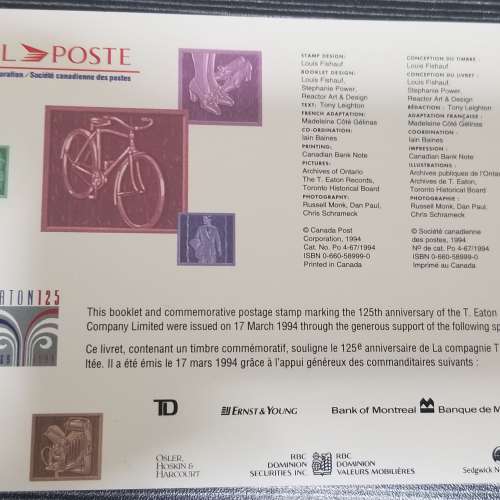 L POSTE
oration / Société canadienne des postes
STAMP DESIGN:
Louis Fishauf
BOOKLET DESIGN:
Louis Fishauf,
Stephanie Power,
Reactor Art & Design
TEXT: Tony Leighton
FRENCH ADAPTATION:
Madeleine Côté Gélinas
CO-ORDINATION:
Iain Baines
PRINTING:
Canadian Bank Note
PICTURES:
Archives of Ontario
The T. Eaton Records,
Toronto Historical Board
PHOTOGRAPHY:
Russell Monk, Dan Paul,
Chris Schrameck
© Canada Post
Corporation, 1994
Cat. No. Po 4-67/1994
ISBN 0-660-58999-0
Printed in Canada
CONCEPTION DU TIMBRE :
Louis Fishauf
CONCEPTION DU LIVRET :
Louis Fishauf,
Stephanie Power,
Reactor Art & Design
RÉDACTION : Tony Leighton
ADAPTATION FRANÇAISE :
Madeleine Côté Gélinas
COORDINATION :
Iain Baines
IMPRESSION :
Canadian Bank Note
ILLUSTRATIONS :
Archives publiques de l'Ontario
Archives de T. Eaton,
Toronto Historical Board
PHOTOGRAPHIE :
Russell Monk, Dan Paul,
Chris Schrameck
© Société canadienne
des postes, 1994
Nº de cat. Po 4-67/1994
ISBN 0-660-58999-0
Imprimé au Canada
ATON 125
This booklet and commemorative postage stamp marking the 125th anniversary of the T. Eaton
Company Limited were issued on 17 March 1994 through the generous support of the following sp
Ce livret, contenant un timbre commémoratif, souligne le 125e anniversaire de La compagnie T.
ltée. Il a été émis le 17 mars 1994 grâce à l'appui généreux des commanditaires suivants :
TD
ERNST & YOUNG
Bank of Montreal
Banque de M
OSLER,
HOSKIN &
HARCOURT
RBC
DOMINION
SECURITIES INC
RBC
DOMINION
VALEURS MOBILIÈRES
Sedgwick N